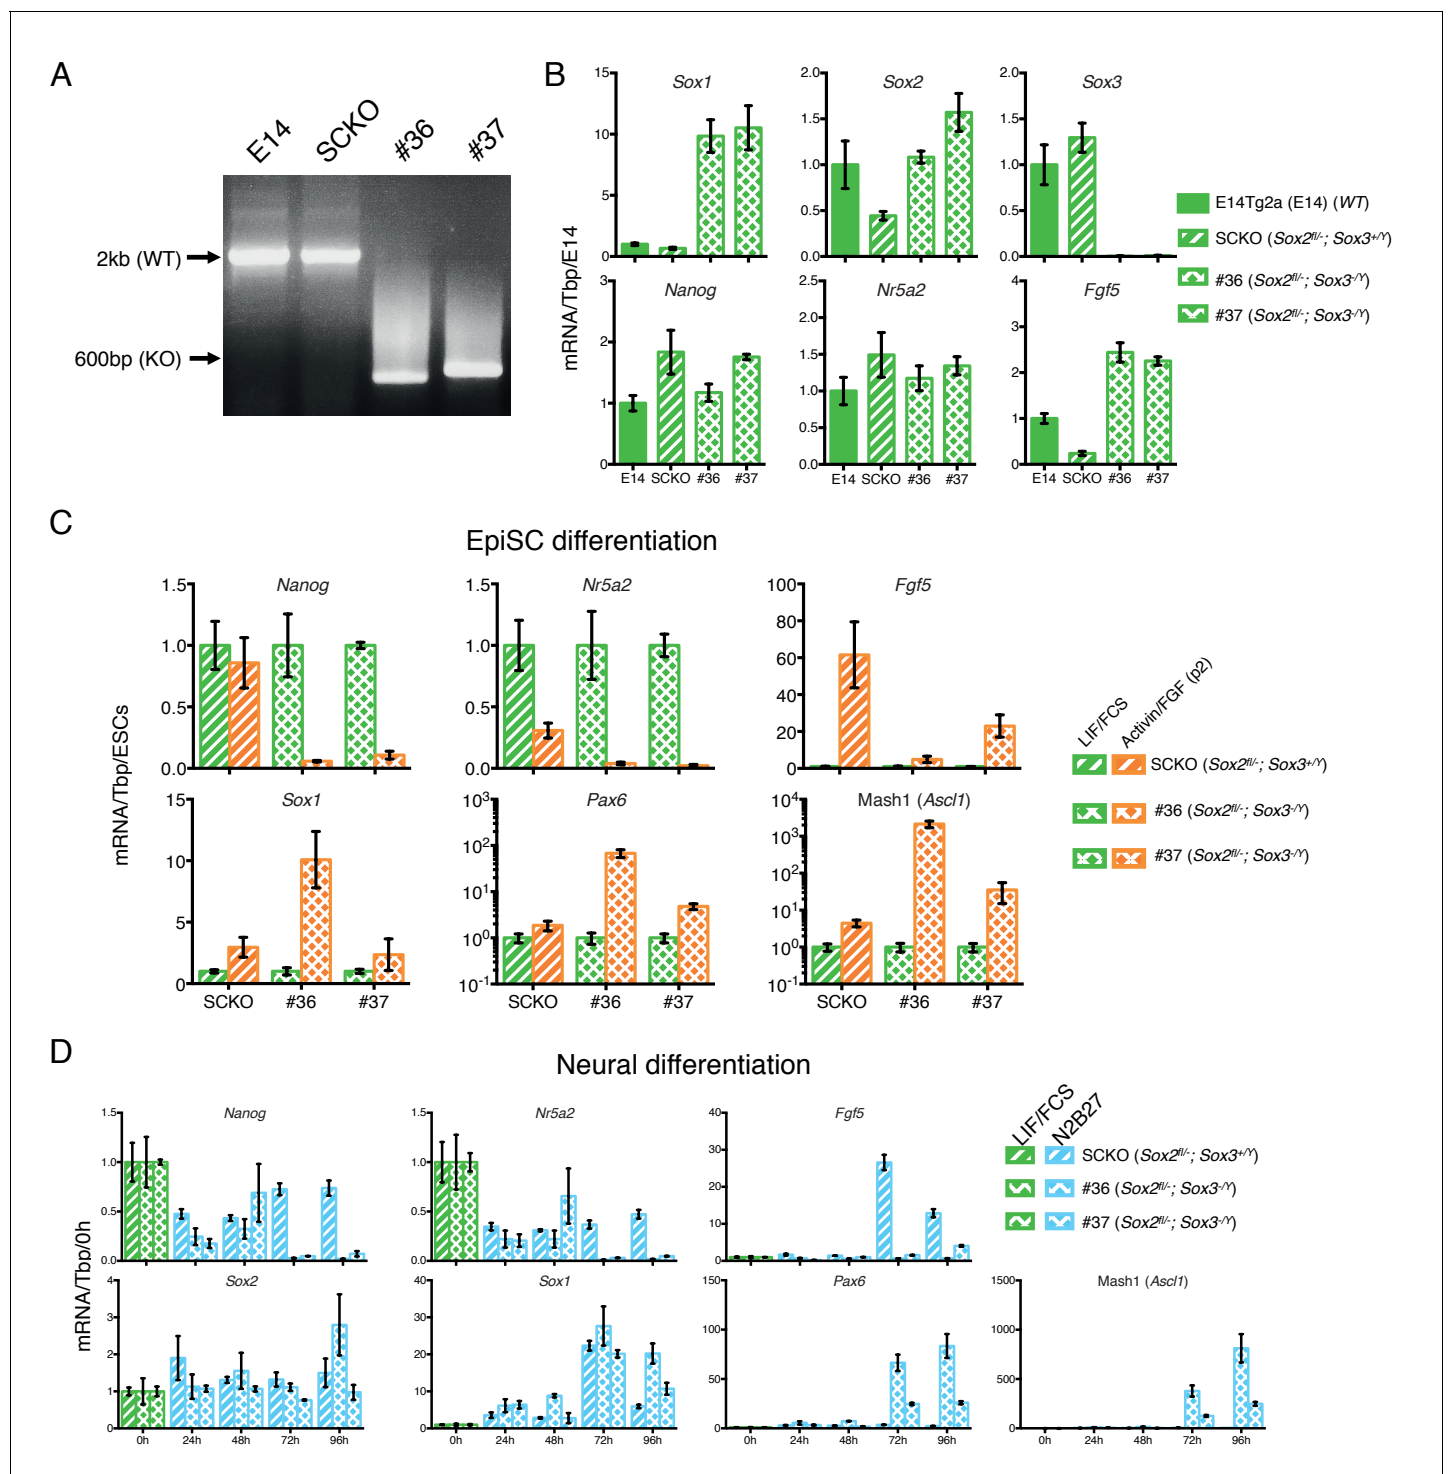 A
E14
SCKO
#36
#37
2kb (WT)
600bp (KO)
B
mRNA/Tbp/E14
Sox1
15
10
5
0
Sox2
2.0
1.5
1.0
0.5
0.0
Sox3
2.0
1.5
1.0
0.5
0.0
Nanog
3
2
1
0
E14 SCKO #36 #37
Nr5a2
2.5
2.0
1.5
1.0
0.5
0.0
E14 SCKO #36 #37
Fgf5
4
3
2
1
0
E14 SCKO #36 #37
E14Tg2a (E14) (WT)
SCKO (Sox2fl/-; Sox3+/Y)
#36 (Sox2fl/-; Sox3-/Y)
#37 (Sox2fl/-; Sox3-/Y)
C
EpiSC differentiation
mRNA/Tbp/ESCs
Nanog
1.5
1.0
0.5
0.0
Nr5a2
1.5
1.0
0.5
0.0
Fgf5
100
80
60
40
20
0
Sox1
15
10
5
0
SCKO #36 #37
Pax6
10³
10²
10¹
10⁰
10⁻¹
SCKO #36 #37
Mash1 (Ascl1)
10⁴
10³
10²
10¹
10⁰
10⁻¹
SCKO #36 #37
LIF/FCS
Activin/FGF (p2)
SCKO (Sox2fl/-; Sox3+/Y)
#36 (Sox2fl/-; Sox3-/Y)
#37 (Sox2fl/-; Sox3-/Y)
D
Neural differentiation
mRNA/Tbp/0h
Nanog
1.5
1.0
0.5
0.0
Nr5a2
1.5
1.0
0.5
0.0
Fgf5
40
30
20
10
0
LIF/FCS
N2B27
SCKO (Sox2fl/-; Sox3+/Y)
#36 (Sox2fl/-; Sox3-/Y)
#37 (Sox2fl/-; Sox3-/Y)
Sox2
4
3
2
1
0
0h 24h 48h 72h 96h
Sox1
40
30
20
10
0
0h 24h 48h 72h 96h
Pax6
150
100
50
0
0h 24h 48h 72h 96h
Mash1 (Ascl1)
1500
1000
500
0
0h 24h 48h 72h 96h